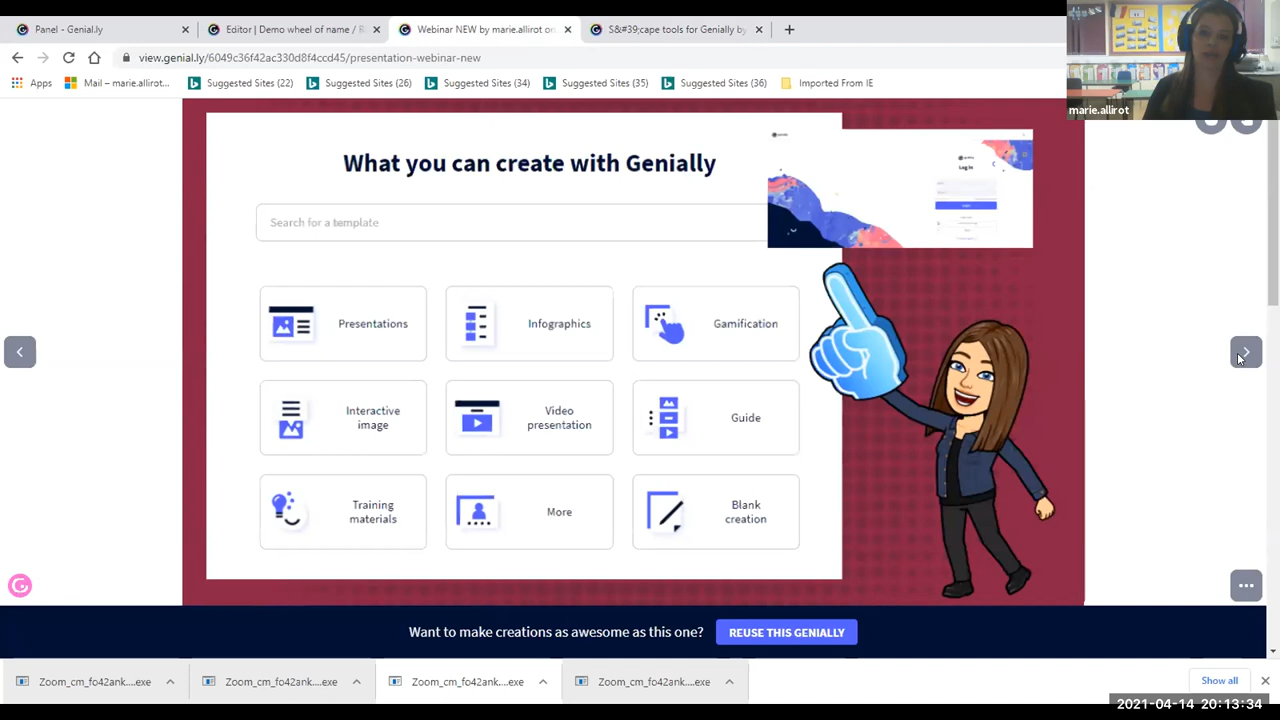 Panel - Genial.ly
Editor | Demo wheel of name / R
Webinar NEW by marie.allirot on
S&#39;cape tools for Genially by
view.genial.ly/6049c36f42ac330d8f4ccd45/presentation-webinar-new
Apps
Mail – marie.allirot...
Suggested Sites (22)
Suggested Sites (26)
Suggested Sites (34)
Suggested Sites (35)
Suggested Sites (36)
Imported From IE
marie.allirot
What you can create with Genially
Search for a template
Log in
Presentations
Infographics
Gamification
Interactive
image
Video
presentation
Guide
Training
materials
More
Blank
creation
Want to make creations as awesome as this one?
REUSE THIS GENIALLY
Zoom_cm_fo42ank....exe
Zoom_cm_fo42ank....exe
Zoom_cm_fo42ank....exe
Zoom_cm_fo42ank....exe
Show all
2021-04-14 20:13:34